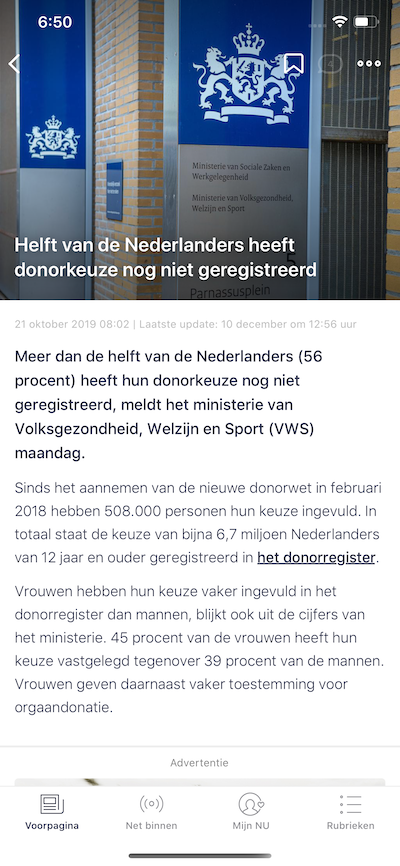 6:50
4
Ministerie van Sociale Zaken en
Werkgelegenheid
Ministerie van Volksgezondheid,
Welzijn en Sport
5
Parnassusplein
Helft van de Nederlanders heeft
donorkeuze nog niet geregistreerd
21 oktober 2019 08:02 | Laatste update: 10 december om 12:56 uur
Meer dan de helft van de Nederlanders (56
procent) heeft hun donorkeuze nog niet
geregistreerd, meldt het ministerie van
Volksgezondheid, Welzijn en Sport (VWS)
maandag.
Sinds het aannemen van de nieuwe donorwet in februari
2018 hebben 508.000 personen hun keuze ingevuld. In
totaal staat de keuze van bijna 6,7 miljoen Nederlanders
van 12 jaar en ouder geregistreerd in het donorregister.
Vrouwen hebben hun keuze vaker ingevuld in het
donorregister dan mannen, blijkt ook uit de cijfers van
het ministerie. 45 procent van de vrouwen heeft hun
keuze vastgelegd tegenover 39 procent van de mannen.
Vrouwen geven daarnaast vaker toestemming voor
orgaandonatie.
Advertentie
Voorpagina
Net binnen
Mijn NU
Rubrieken